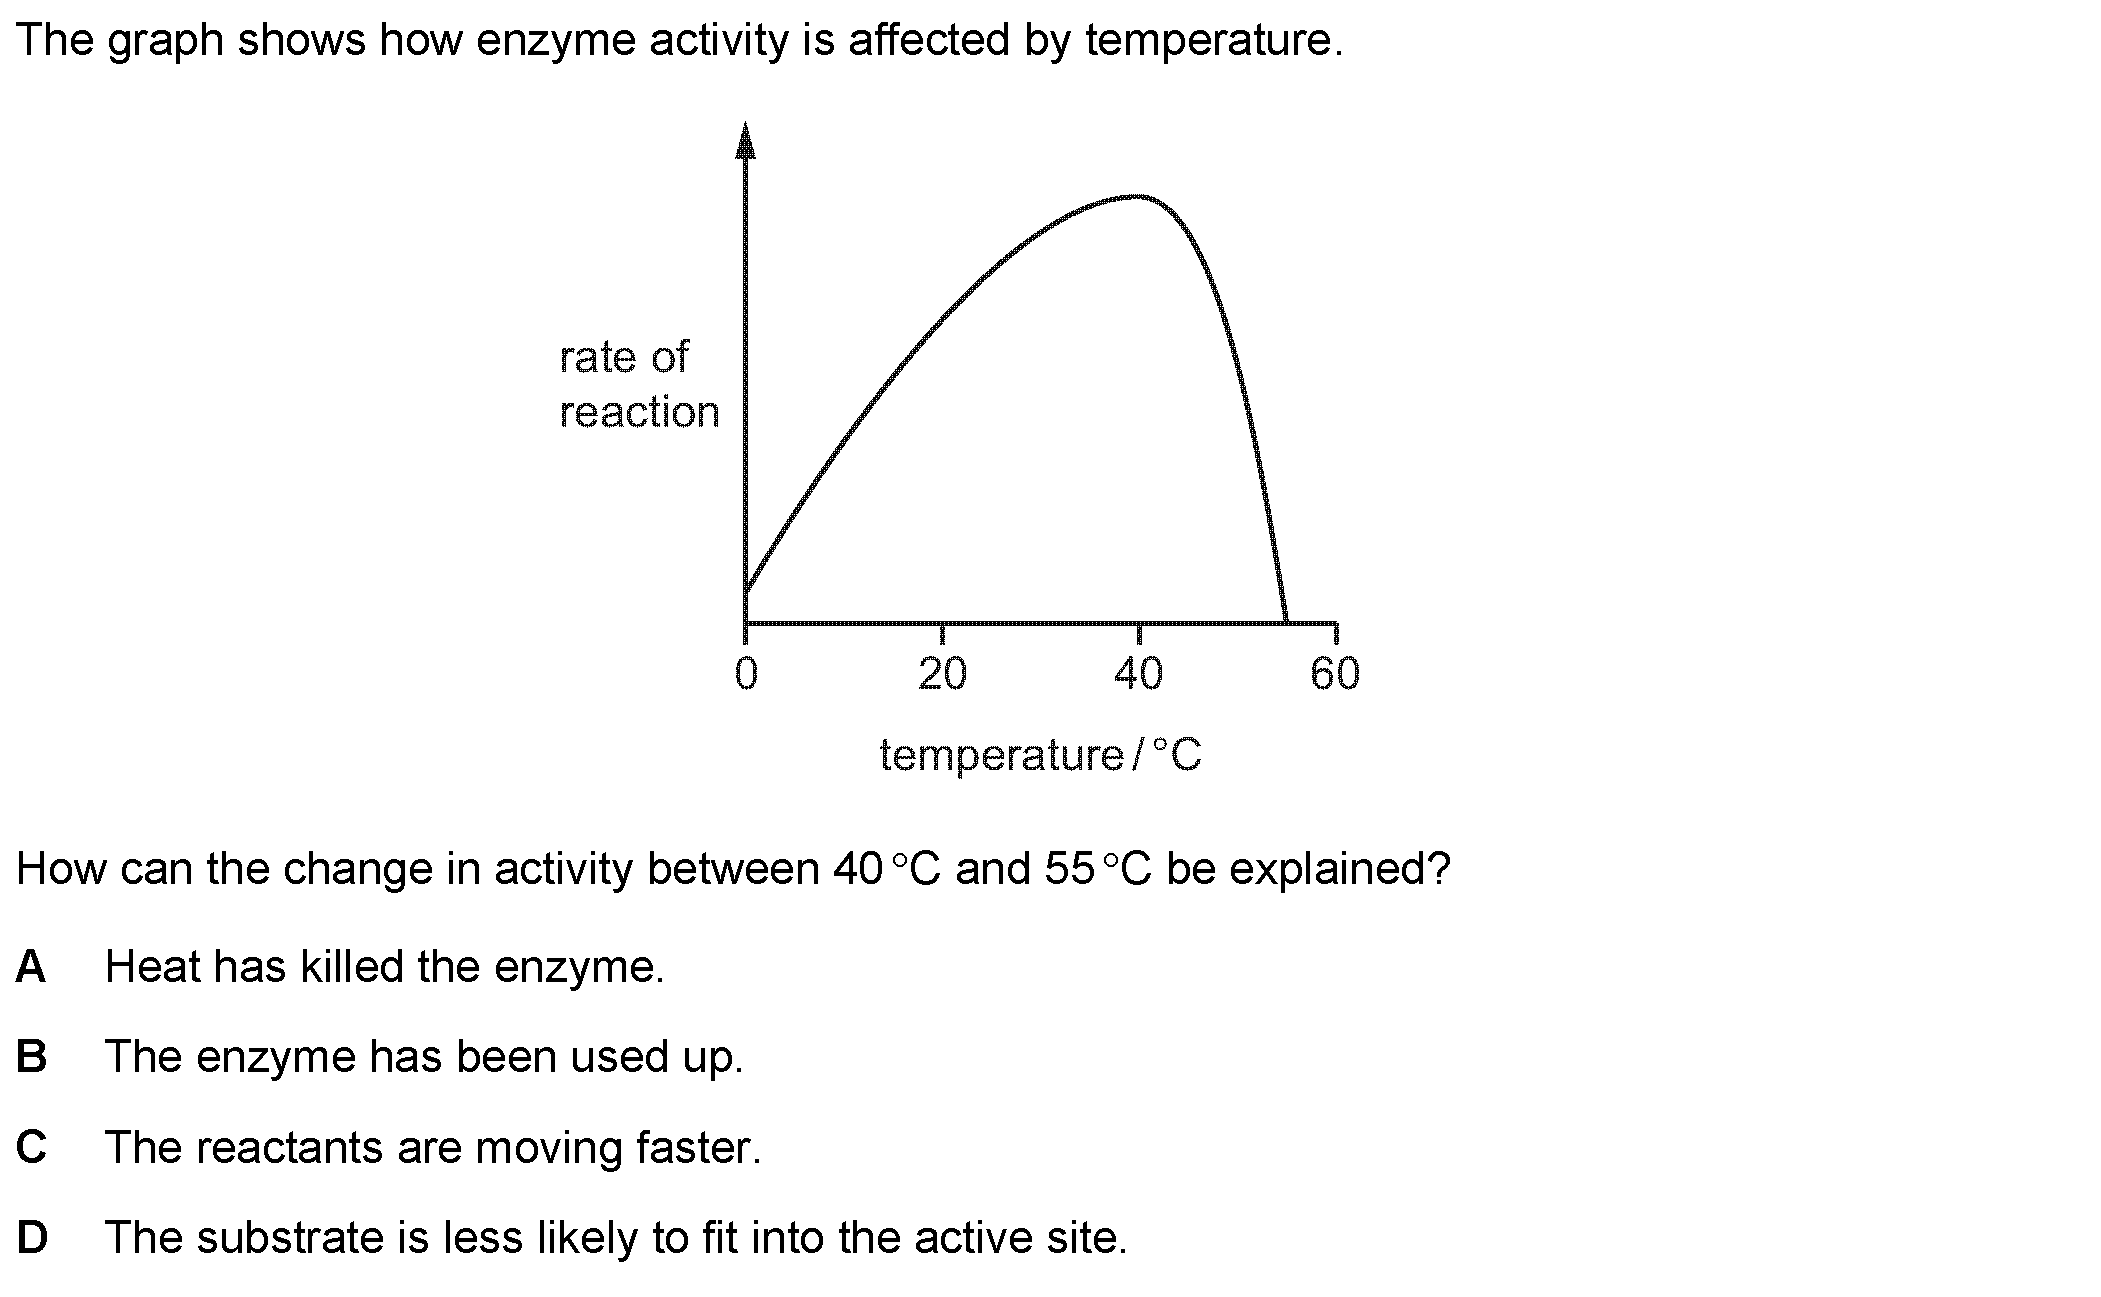 The graph shows how enzyme activity is affected by temperature.
rate of
reaction
0 20 40 60
temperature / °C
How can the change in activity between 40 °C and 55 °C be explained?
A Heat has killed the enzyme.
B The enzyme has been used up.
C The reactants are moving faster.
D The substrate is less likely to fit into the active site.